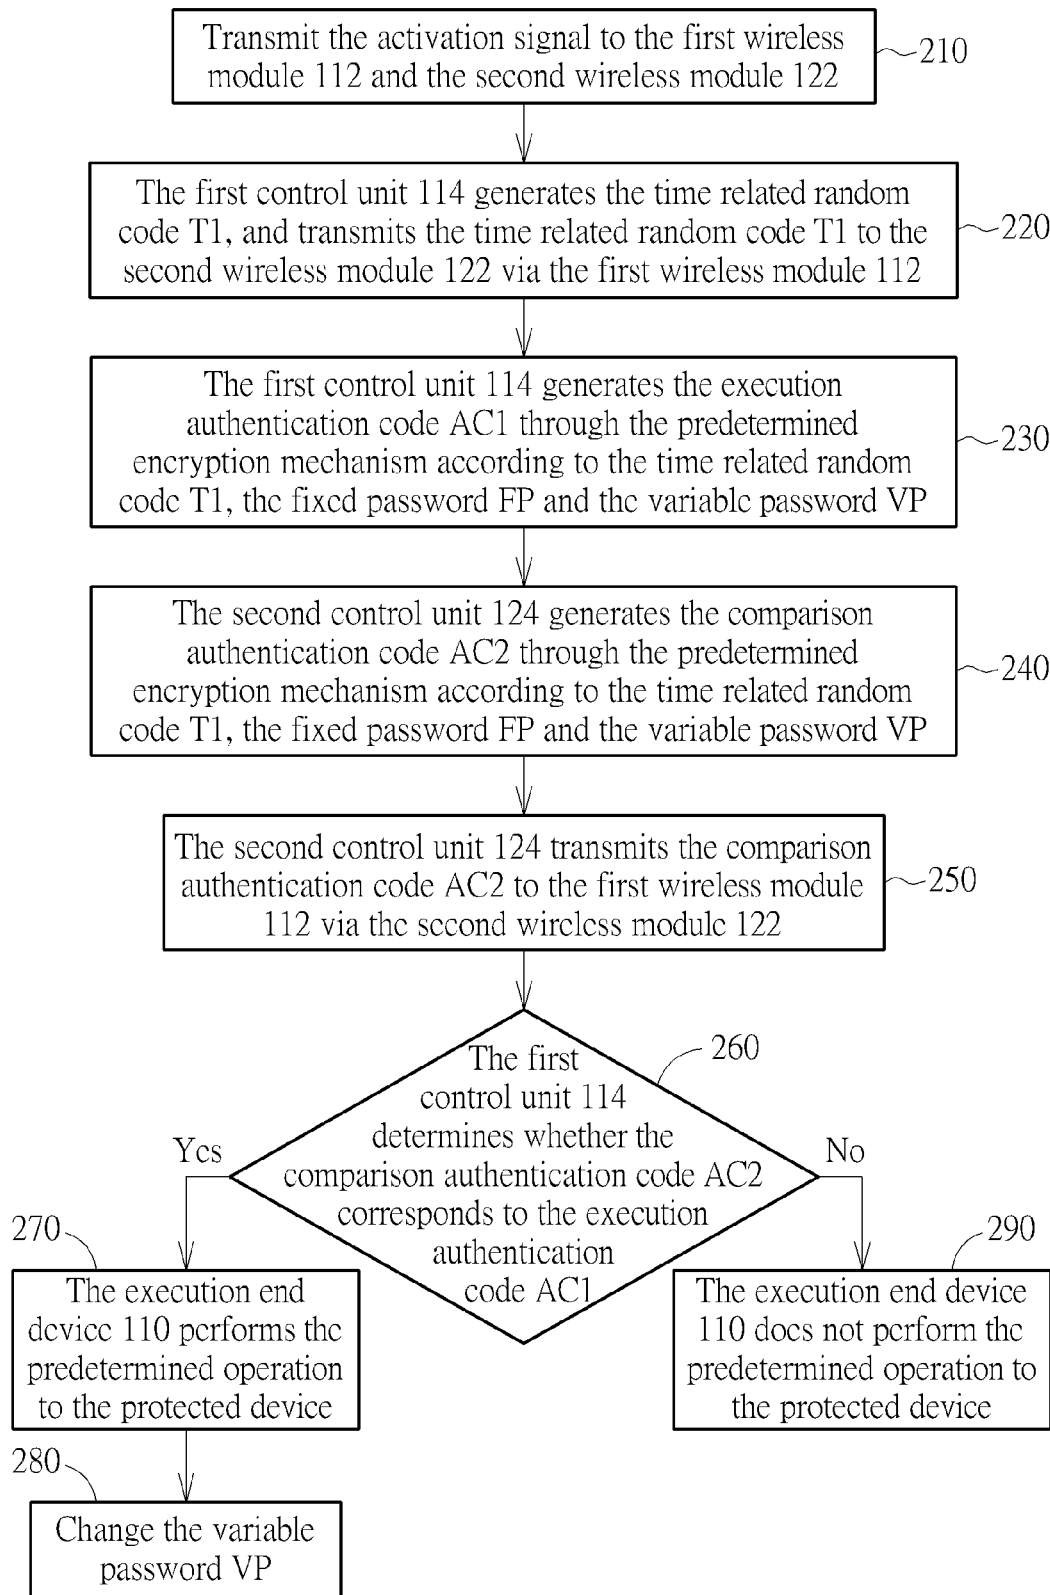 Transmit the activation signal to the first wireless
module 112 and the second wireless module 122
210
The first control unit 114 generates the time related random
code T1, and transmits the time related random code T1 to the
second wireless module 122 via the first wireless module 112
220
The first control unit 114 generates the execution
authentication code AC1 through the predetermined
encryption mechanism according to the time related random
code T1, the fixed password FP and the variable password VP
230
The second control unit 124 generates the comparison
authentication code AC2 through the predetermined
encryption mechanism according to the time related random
code T1, the fixed password FP and the variable password VP
240
The second control unit 124 transmits the comparison
authentication code AC2 to the first wireless module
112 via the second wireless module 122
250
The first
control unit 114
determines whether the
comparison authentication code AC2
corresponds to the execution
authentication
code AC1
260
Yes
No
270
The execution end
device 110 performs the
predetermined operation
to the protected device
290
The execution end device
110 does not perform the
predetermined operation to
the protected device
280
Change the variable
password VP